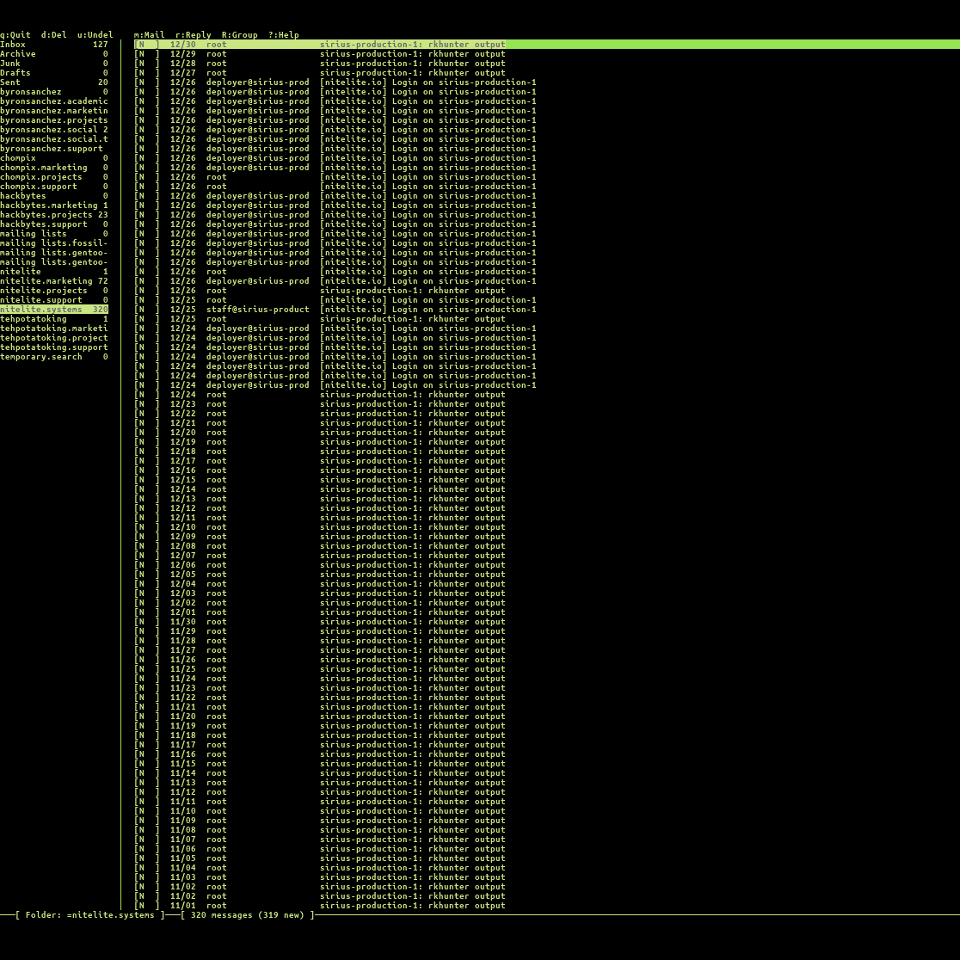 q:Quit  d:Del  u:Undel    m:Mail  r:Reply  R:Group  ?:Help
Inbox 127 [N ] 12/30 root sirius-production-1: rkhunter output
Archive 0 [N ] 12/29 root sirius-production-1: rkhunter output
Junk 0 [N ] 12/28 root sirius-production-1: rkhunter output
Drafts 0 [N ] 12/27 root sirius-production-1: rkhunter output
Sent 20 [N ] 12/26 deployer@sirius-prod [nitelite.io] Login on sirius-production-1
byronsanchez 0 [N ] 12/26 deployer@sirius-prod [nitelite.io] Login on sirius-production-1
byronsanchez.academic [N ] 12/26 deployer@sirius-prod [nitelite.io] Login on sirius-production-1
byronsanchez.marketin [N ] 12/26 deployer@sirius-prod [nitelite.io] Login on sirius-production-1
byronsanchez.projects [N ] 12/26 deployer@sirius-prod [nitelite.io] Login on sirius-production-1
byronsanchez.social 2 [N ] 12/26 deployer@sirius-prod [nitelite.io] Login on sirius-production-1
byronsanchez.social.t [N ] 12/26 deployer@sirius-prod [nitelite.io] Login on sirius-production-1
byronsanchez.support [N ] 12/26 deployer@sirius-prod [nitelite.io] Login on sirius-production-1
chompix 0 [N ] 12/26 deployer@sirius-prod [nitelite.io] Login on sirius-production-1
chompix.marketing 0 [N ] 12/26 deployer@sirius-prod [nitelite.io] Login on sirius-production-1
chompix.projects 0 [N ] 12/26 root [nitelite.io] Login on sirius-production-1
chompix.support 0 [N ] 12/26 root [nitelite.io] Login on sirius-production-1
hackbytes 0 [N ] 12/26 deployer@sirius-prod [nitelite.io] Login on sirius-production-1
hackbytes.marketing 1 [N ] 12/26 deployer@sirius-prod [nitelite.io] Login on sirius-production-1
hackbytes.projects 23 [N ] 12/26 deployer@sirius-prod [nitelite.io] Login on sirius-production-1
hackbytes.support 0 [N ] 12/26 deployer@sirius-prod [nitelite.io] Login on sirius-production-1
mailing lists 0 [N ] 12/26 deployer@sirius-prod [nitelite.io] Login on sirius-production-1
mailing lists.fossil- [N ] 12/26 deployer@sirius-prod [nitelite.io] Login on sirius-production-1
mailing lists.gentoo- [N ] 12/26 deployer@sirius-prod [nitelite.io] Login on sirius-production-1
mailing lists.gentoo- [N ] 12/26 deployer@sirius-prod [nitelite.io] Login on sirius-production-1
nitelite 1 [N ] 12/26 root [nitelite.io] Login on sirius-production-1
nitelite.marketing 72 [N ] 12/26 deployer@sirius-prod [nitelite.io] Login on sirius-production-1
nitelite.projects 0 [N ] 12/26 root sirius-production-1: rkhunter output
nitelite.support 0 [N ] 12/25 root [nitelite.io] Login on sirius-production-1
nitelite.systems 320 [N ] 12/25 staff@sirius-product [nitelite.io] Login on sirius-production-1
tehpotatoking 1 [N ] 12/25 root sirius-production-1: rkhunter output
tehpotatoking.marketi [N ] 12/24 deployer@sirius-prod [nitelite.io] Login on sirius-production-1
tehpotatoking.project [N ] 12/24 deployer@sirius-prod [nitelite.io] Login on sirius-production-1
tehpotatoking.support [N ] 12/24 deployer@sirius-prod [nitelite.io] Login on sirius-production-1
temporary.search 0 [N ] 12/24 deployer@sirius-prod [nitelite.io] Login on sirius-production-1
[N ] 12/24 deployer@sirius-prod [nitelite.io] Login on sirius-production-1
[N ] 12/24 deployer@sirius-prod [nitelite.io] Login on sirius-production-1
[N ] 12/24 deployer@sirius-prod [nitelite.io] Login on sirius-production-1
[N ] 12/24 root sirius-production-1: rkhunter output
[N ] 12/23 root sirius-production-1: rkhunter output
[N ] 12/22 root sirius-production-1: rkhunter output
[N ] 12/21 root sirius-production-1: rkhunter output
[N ] 12/20 root sirius-production-1: rkhunter output
[N ] 12/19 root sirius-production-1: rkhunter output
[N ] 12/18 root sirius-production-1: rkhunter output
[N ] 12/17 root sirius-production-1: rkhunter output
[N ] 12/16 root sirius-production-1: rkhunter output
[N ] 12/15 root sirius-production-1: rkhunter output
[N ] 12/14 root sirius-production-1: rkhunter output
[N ] 12/13 root sirius-production-1: rkhunter output
[N ] 12/12 root sirius-production-1: rkhunter output
[N ] 12/11 root sirius-production-1: rkhunter output
[N ] 12/10 root sirius-production-1: rkhunter output
[N ] 12/09 root sirius-production-1: rkhunter output
[N ] 12/08 root sirius-production-1: rkhunter output
[N ] 12/07 root sirius-production-1: rkhunter output
[N ] 12/06 root sirius-production-1: rkhunter output
[N ] 12/05 root sirius-production-1: rkhunter output
[N ] 12/04 root sirius-production-1: rkhunter output
[N ] 12/03 root sirius-production-1: rkhunter output
[N ] 12/02 root sirius-production-1: rkhunter output
[N ] 12/01 root sirius-production-1: rkhunter output
[N ] 11/30 root sirius-production-1: rkhunter output
[N ] 11/29 root sirius-production-1: rkhunter output
[N ] 11/28 root sirius-production-1: rkhunter output
[N ] 11/27 root sirius-production-1: rkhunter output
[N ] 11/26 root sirius-production-1: rkhunter output
[N ] 11/25 root sirius-production-1: rkhunter output
[N ] 11/24 root sirius-production-1: rkhunter output
[N ] 11/23 root sirius-production-1: rkhunter output
[N ] 11/22 root sirius-production-1: rkhunter output
[N ] 11/21 root sirius-production-1: rkhunter output
[N ] 11/20 root sirius-production-1: rkhunter output
[N ] 11/19 root sirius-production-1: rkhunter output
[N ] 11/18 root sirius-production-1: rkhunter output
[N ] 11/17 root sirius-production-1: rkhunter output
[N ] 11/16 root sirius-production-1: rkhunter output
[N ] 11/15 root sirius-production-1: rkhunter output
[N ] 11/14 root sirius-production-1: rkhunter output
[N ] 11/13 root sirius-production-1: rkhunter output
[N ] 11/12 root sirius-production-1: rkhunter output
[N ] 11/11 root sirius-production-1: rkhunter output
[N ] 11/10 root sirius-production-1: rkhunter output
[N ] 11/09 root sirius-production-1: rkhunter output
[N ] 11/08 root sirius-production-1: rkhunter output
[N ] 11/07 root sirius-production-1: rkhunter output
[N ] 11/06 root sirius-production-1: rkhunter output
[N ] 11/05 root sirius-production-1: rkhunter output
[N ] 11/04 root sirius-production-1: rkhunter output
[N ] 11/03 root sirius-production-1: rkhunter output
[N ] 11/02 root sirius-production-1: rkhunter output
[N ] 11/02 root sirius-production-1: rkhunter output
[N ] 11/01 root sirius-production-1: rkhunter output
[ Folder: =nitelite.systems ]—[ 320 messages (319 new) ]